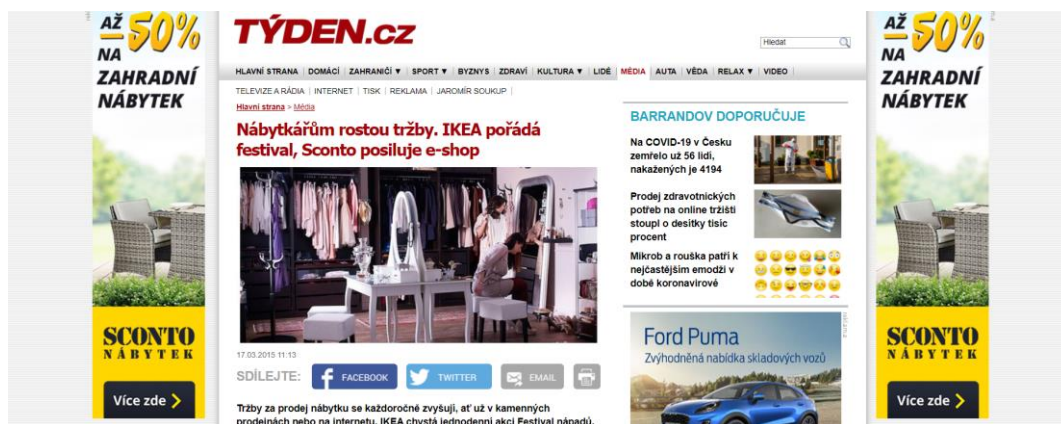 AŽ
-50%
NA
ZAHRADNÍ
NÁBYTEK
SCONTO
NÁBYTEK
Více zde >
TÝDEN.cz
Hledat
HLAVNÍ STRANA | DOMÁCÍ | ZAHRANIČÍ ▼ | SPORT ▼ | BYZNYS | ZDRAVÍ | KULTURA ▼ | LIDÉ | MÉDIA | AUTA | VĚDA | RELAX ▼ | VIDEO |
TELEVIZE A RÁDIA | INTERNET | TISK | REKLAMA | JAROMÍR SOUKUP |
Hlavní strana > Média
Nábytkářům rostou tržby. IKEA pořádá
festival, Sconto posiluje e-shop
17.03.2015 11:13
SDÍLEJTE:
FACEBOOK
TWITTER
EMAIL
Tržby za prodej nábytku se každoročně zvyšují, ať už v kamenných
prodejnách nebo na internetu. IKEA chystá jednodenní akci Festival nápadů,
BARRANDOV DOPORUČUJE
Na COVID-19 v Česku
zemřelo už 56 lidí,
nakažených je 4194
Prodej zdravotnických
potřeb na online tržišti
stoupl o desítky tisíc
procent
Mikrob a rouška patří k
nejčastějším emodži v
době koronavirové
Ford Puma
Zvýhodněná nabídka skladových vozů
AŽ
-50%
NA
ZAHRADNÍ
NÁBYTEK
SCONTO
NÁBYTEK
Více zde >